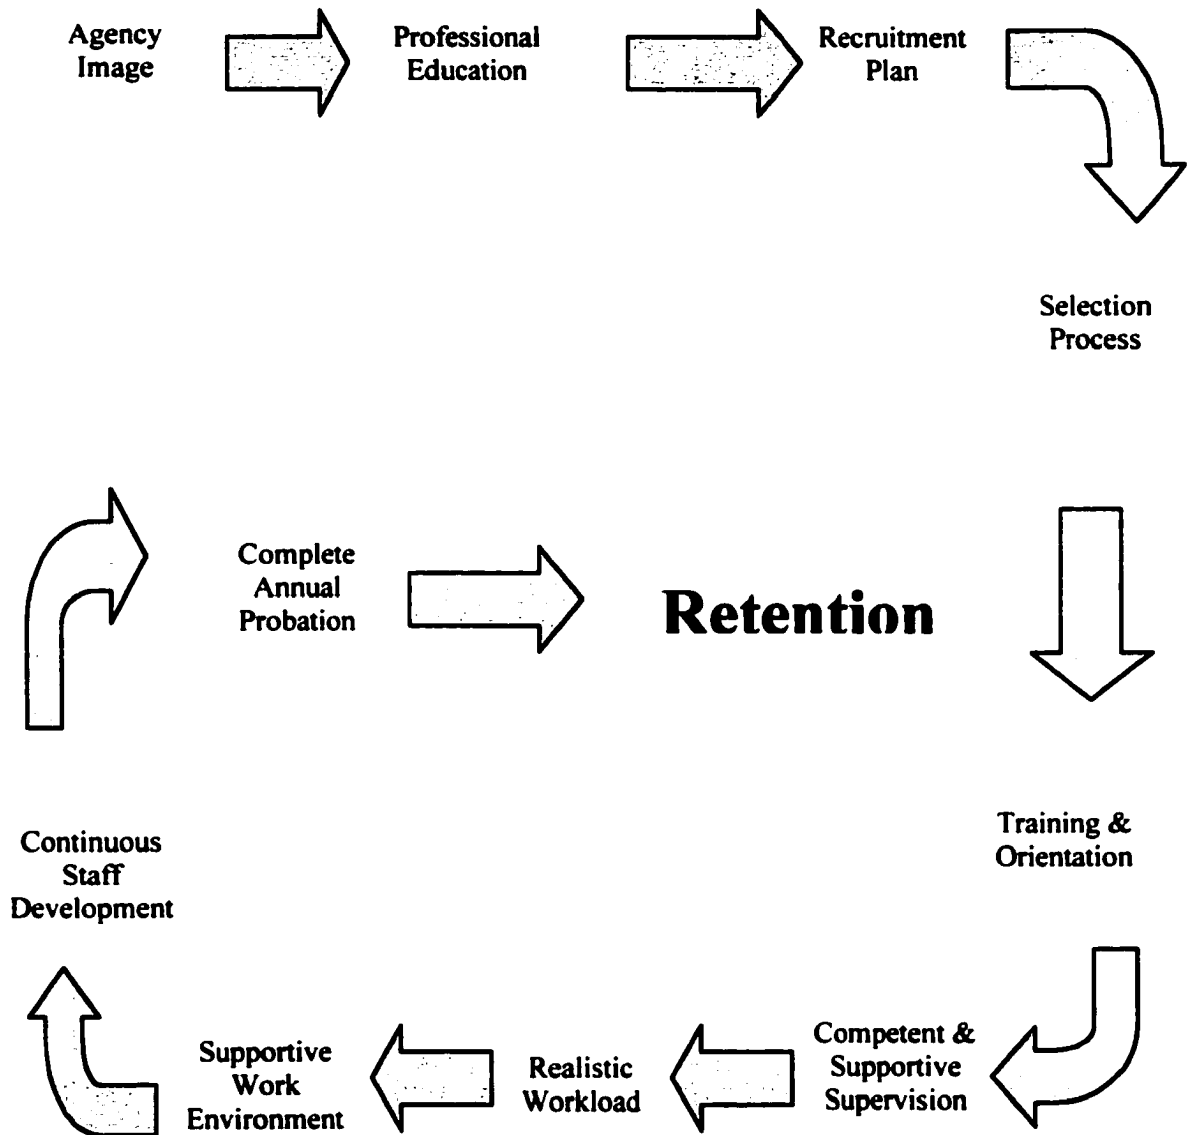 Agency
Image
Professional
Education
Recruitment
Plan
Selection
Process
Complete
Annual
Probation
Retention
Training &
Orientation
Continuous
Staff
Development
Competent &
Supportive
Supervision
Realistic
Workload
Supportive
Work
Environment